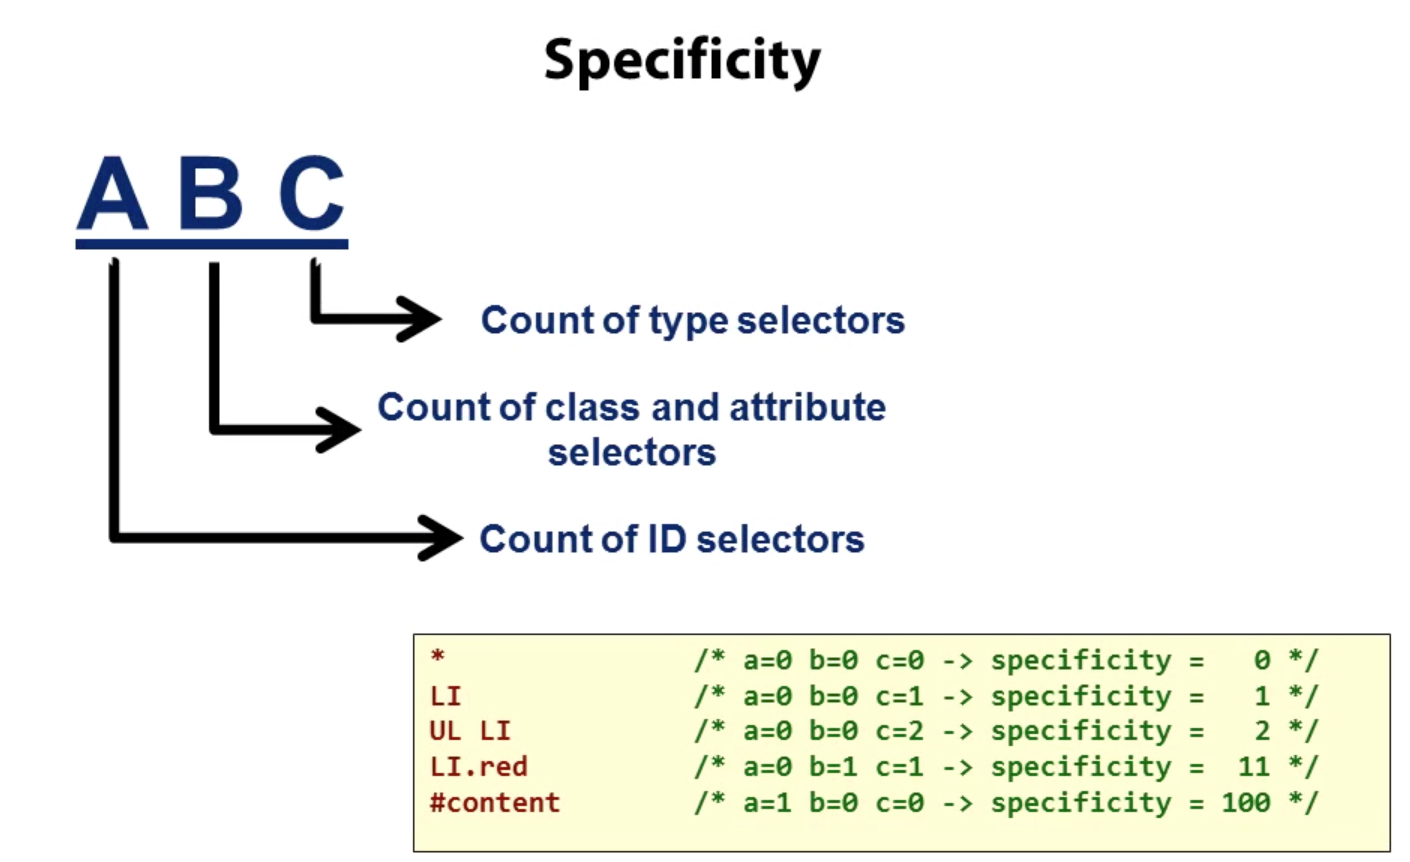 Specificity
A B C
Count of type selectors
Count of class and attribute
selectors
Count of ID selectors
* /* a=0 b=0 c=0 -> specificity = 0 */
LI /* a=0 b=0 c=1 -> specificity = 1 */
UL LI /* a=0 b=0 c=2 -> specificity = 2 */
LI.red /* a=0 b=1 c=1 -> specificity = 11 */
#content /* a=1 b=0 c=0 -> specificity = 100 */